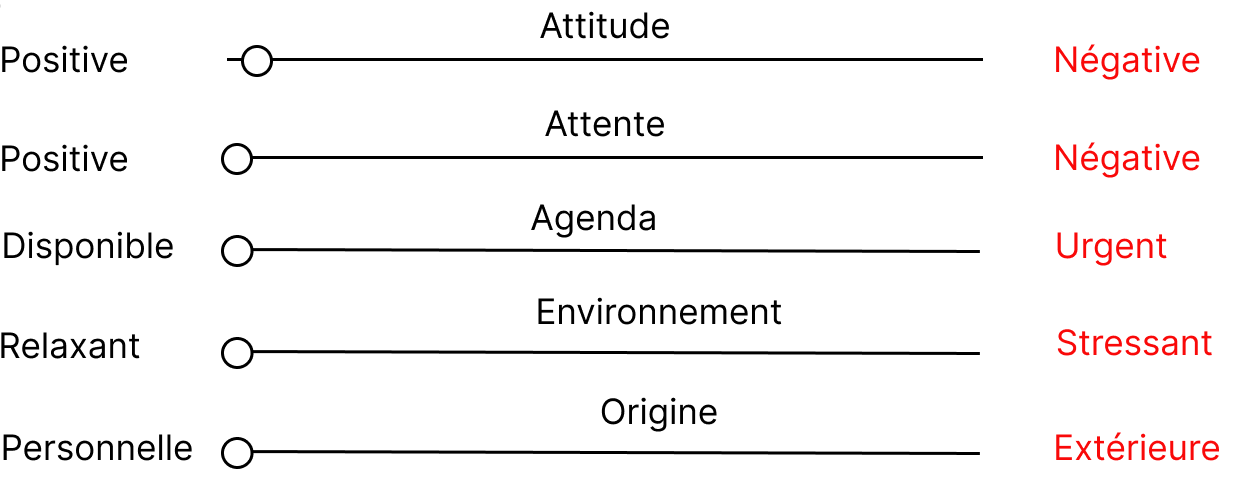 Attitude
Positive Négative
Attente
Positive Négative
Agenda
Disponible Urgent
Environnement
Relaxant Stressant
Origine
Personnelle Extérieure